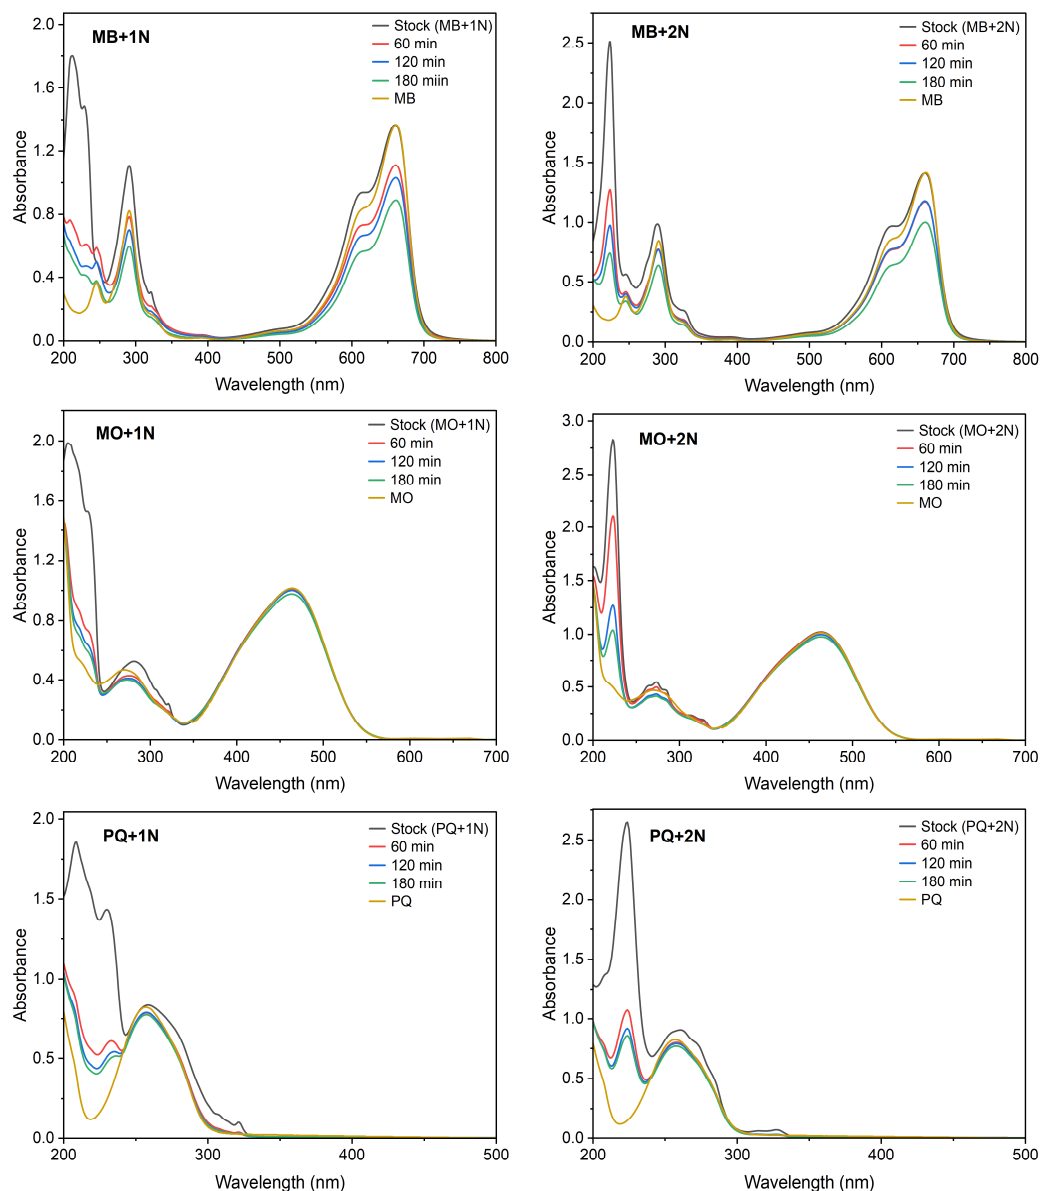 MB+1N
Stock (MB+1N)
60 min
120 min
180 miin
MB
2.0
1.6
1.2
0.8
0.4
0.0
Absorbance
200 300 400 500 600 700 800
Wavelength (nm)
MB+2N
Stock (MB+2N)
60 min
120 min
180 min
MB
2.5
2.0
1.5
1.0
0.5
0.0
Absorbance
200 300 400 500 600 700 800
Wavelength (nm)
MO+1N
Stock (MO+1N)
60 min
120 min
180 min
MO
2.0
1.6
1.2
0.8
0.4
0.0
Absorbance
200 300 400 500 600 700
Wavelength (nm)
MO+2N
Stock (MO+2N)
60 min
120 min
180 min
MO
3.0
2.5
2.0
1.5
1.0
0.5
0.0
Absorbance
200 300 400 500 600 700
Wavelength (nm)
PQ+1N
Stock (PQ+1N)
60 min
120 min
180 min
PQ
2.0
1.5
1.0
0.5
0.0
Absorbance
200 300 400 500
Wavelength (nm)
PQ+2N
Stock (PQ+2N)
60 min
120 min
180 min
PQ
2.5
2.0
1.5
1.0
0.5
0.0
Absorbance
200 300 400 500
Wavelength (nm)